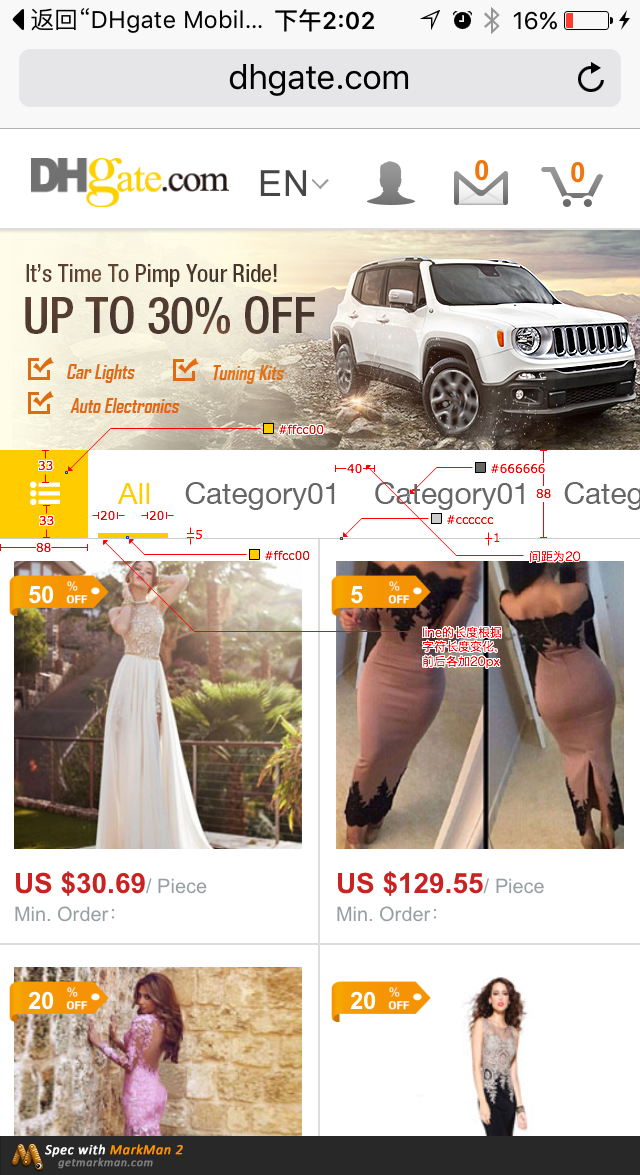 返回“DHgate Mobil... 下午2:02 16%
dhgate.com
DHgate.com EN 0 0
It's Time To Pimp Your Ride!
UP TO 30% OFF
Car Lights Tuning Kits
Auto Electronics
#ffcc00
33
40
#666666
All Category01 Category01 Categ
88
33
20 20
#cccccc
5
1
88
#ffcc00
间距为20
50 % OFF
5 % OFF
line的长度根据
字符长度变化,
前后各加20px
US $30.69/ Piece
Min. Order:
US $129.55/ Piece
Min. Order:
20 % OFF
20 % OFF
Spec with MarkMan 2
getmarkman.com